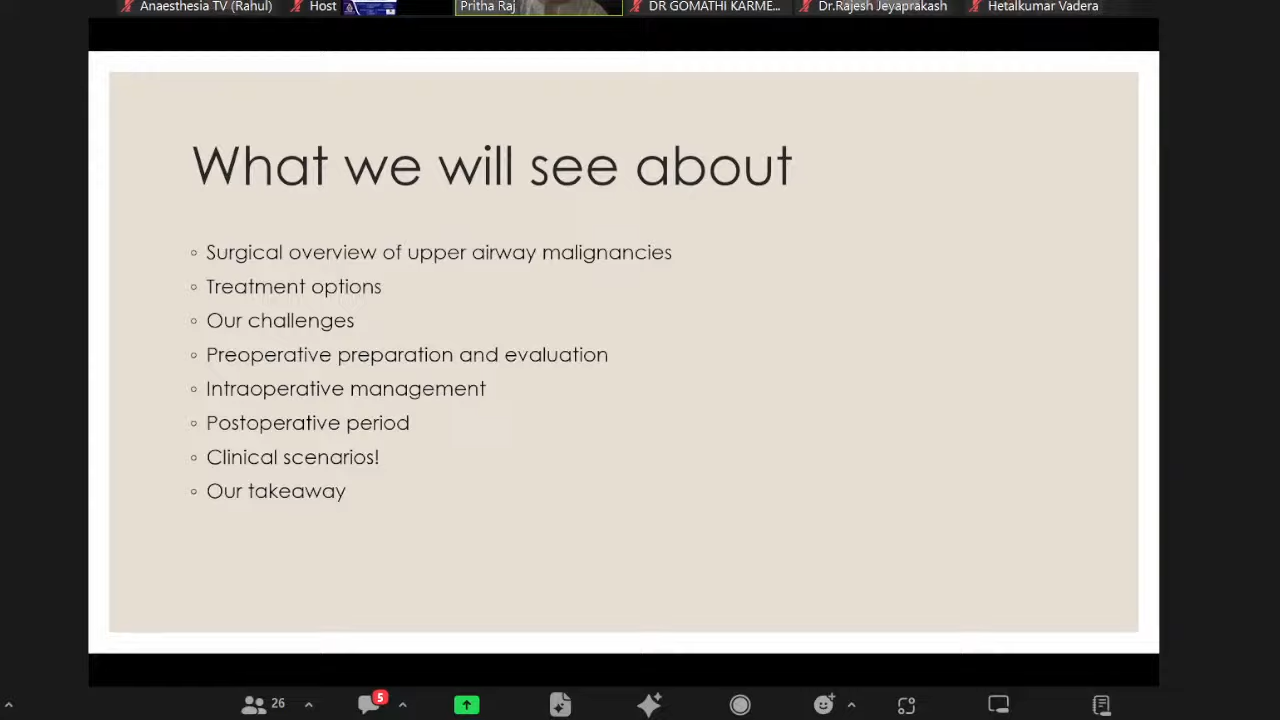 Anaesthesia TV (Rahul)
Host
Pritha Raj
DR GOMATHI KARME...
Dr.Rajesh Jeyaprakash
Hetalkumar Vadera
What we will see about
◦ Surgical overview of upper airway malignancies
◦ Treatment options
◦ Our challenges
◦ Preoperative preparation and evaluation
◦ Intraoperative management
◦ Postoperative period
◦ Clinical scenarios!
◦ Our takeaway
26
5